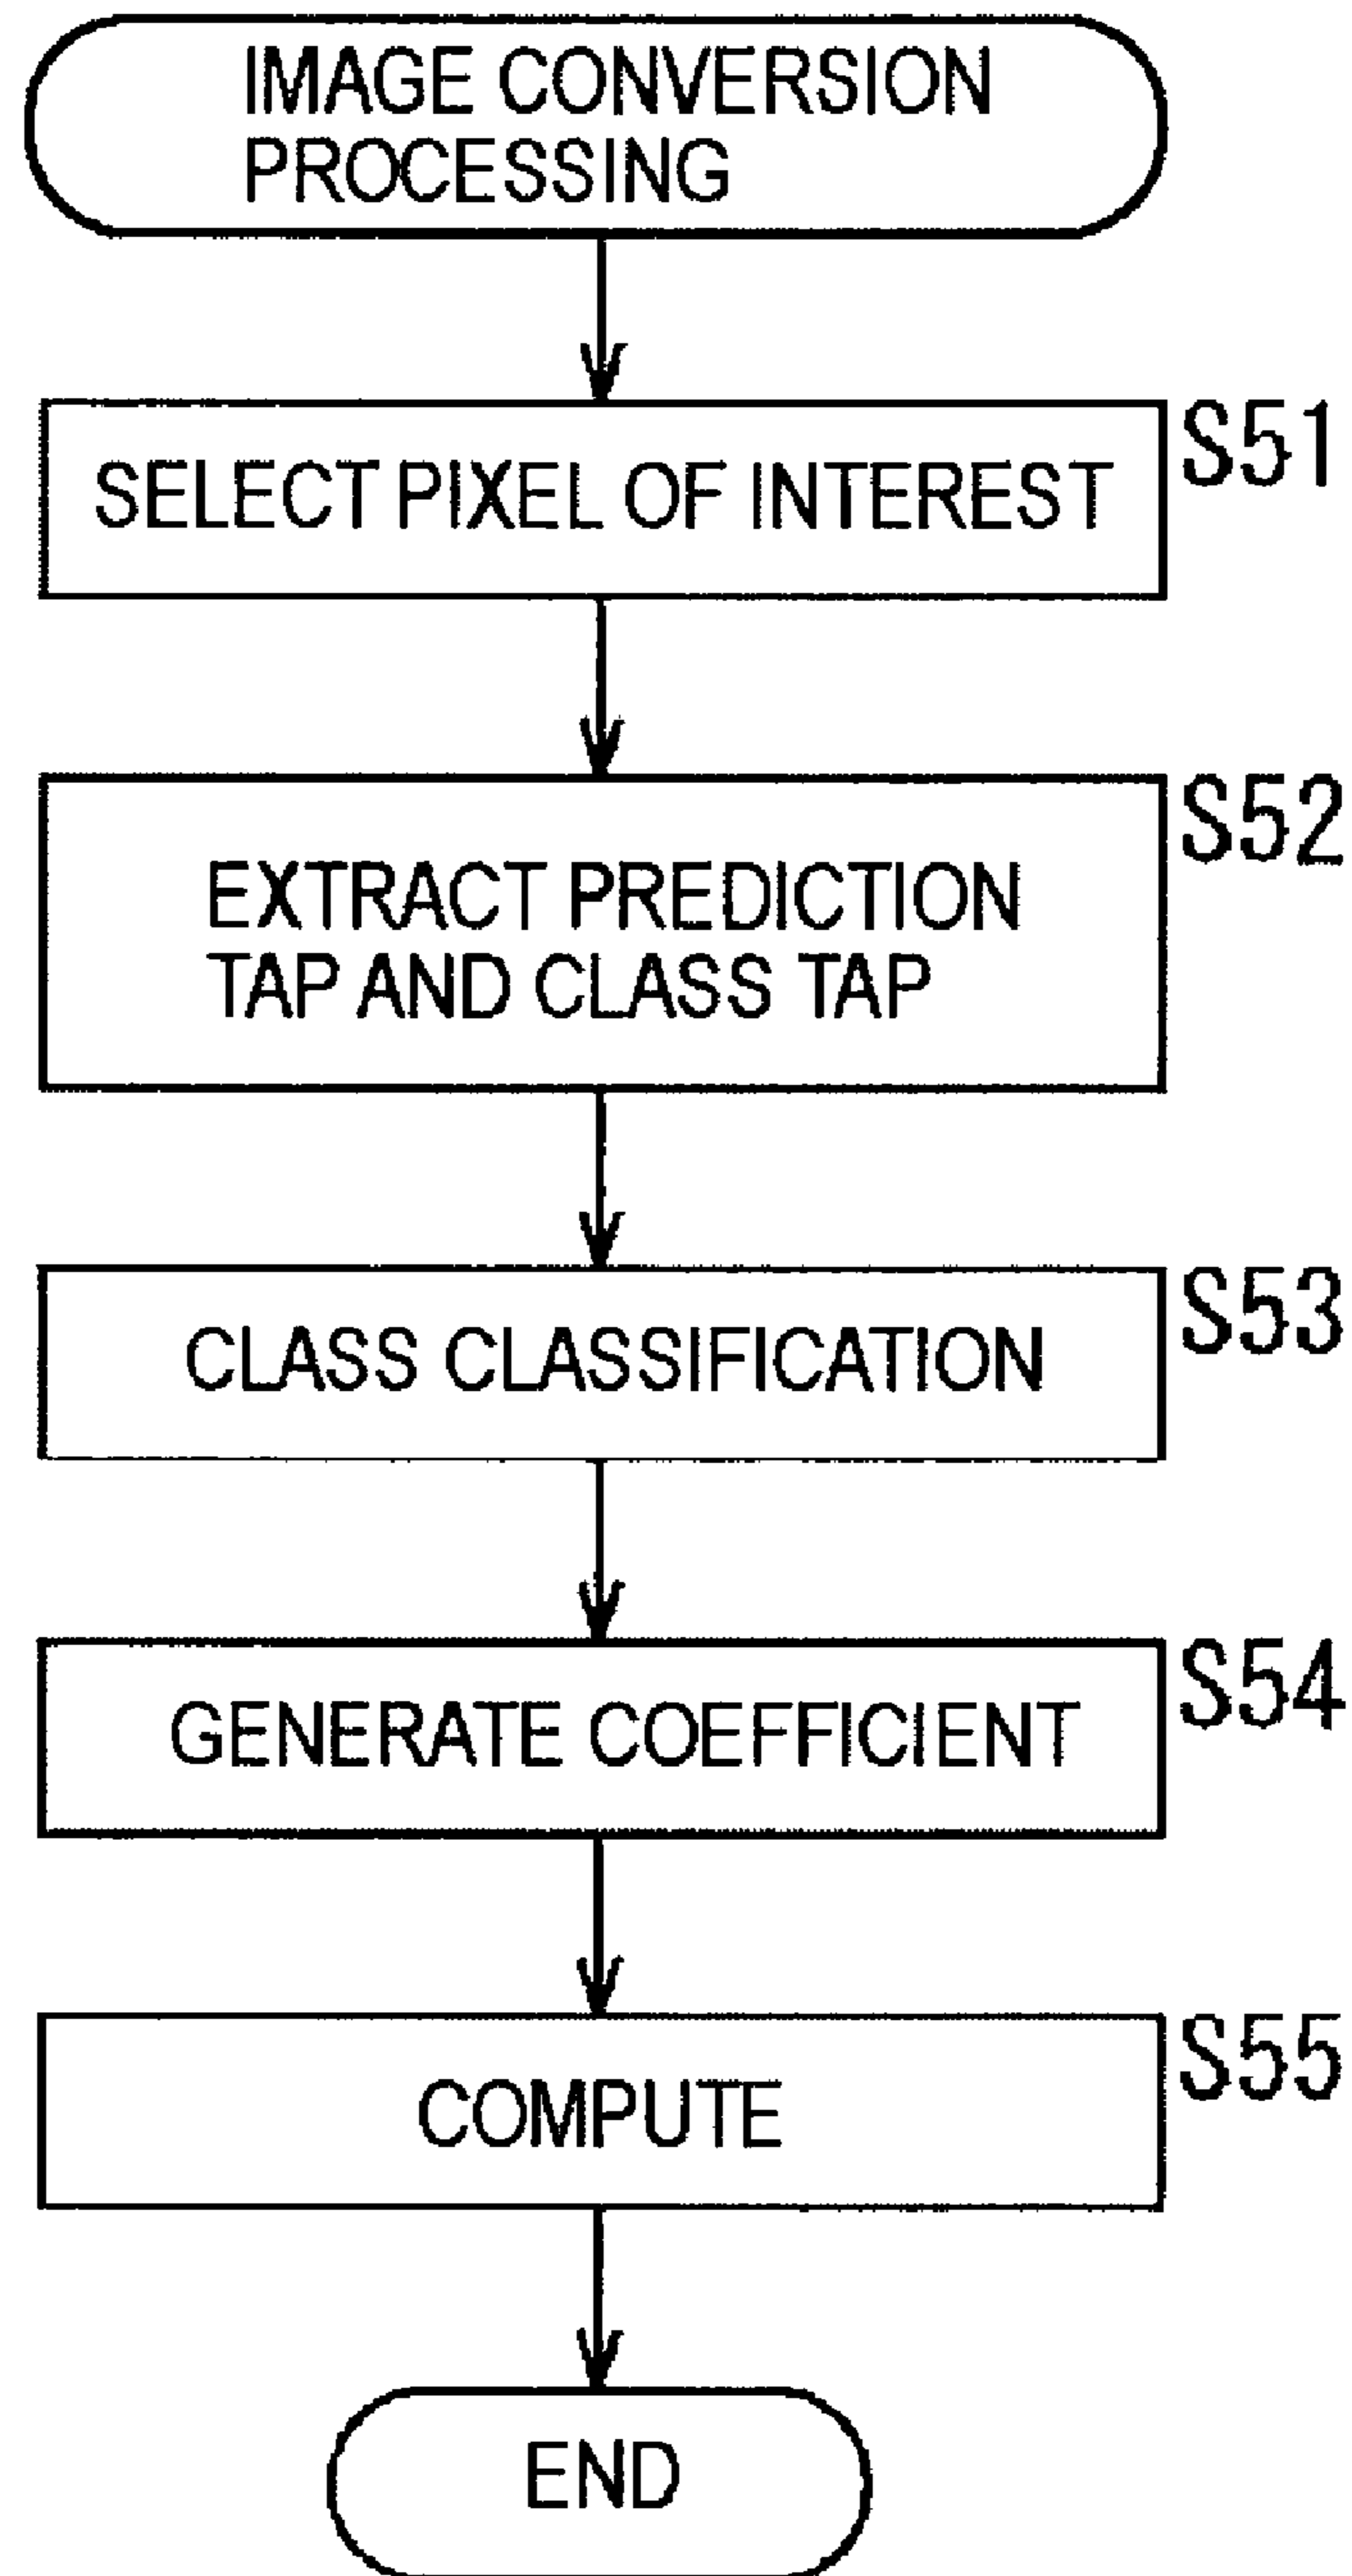 IMAGE CONVERSION
PROCESSING
S51
SELECT PIXEL OF INTEREST
S52
EXTRACT PREDICTION
TAP AND CLASS TAP
S53
CLASS CLASSIFICATION
S54
GENERATE COEFFICIENT
S55
COMPUTE
END